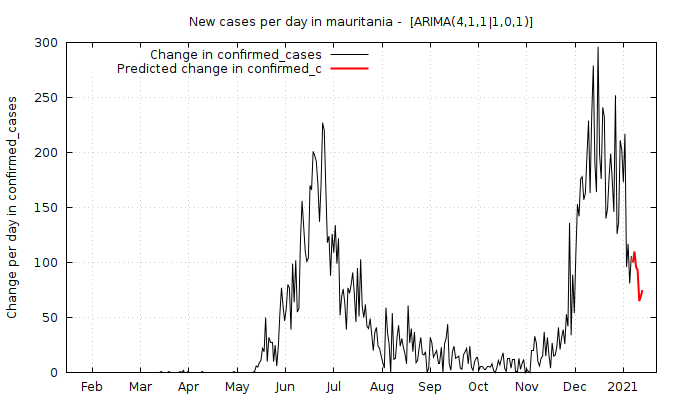 New cases per day in mauritania - [ARIMA(4,1,1|1,0,1)]
Change in confirmed_cases
Predicted change in confirmed_c
Change per day in confirmed_cases
300
250
200
150
100
50
0
Feb Mar Apr May Jun Jul Aug Sep Oct Nov Dec 2021